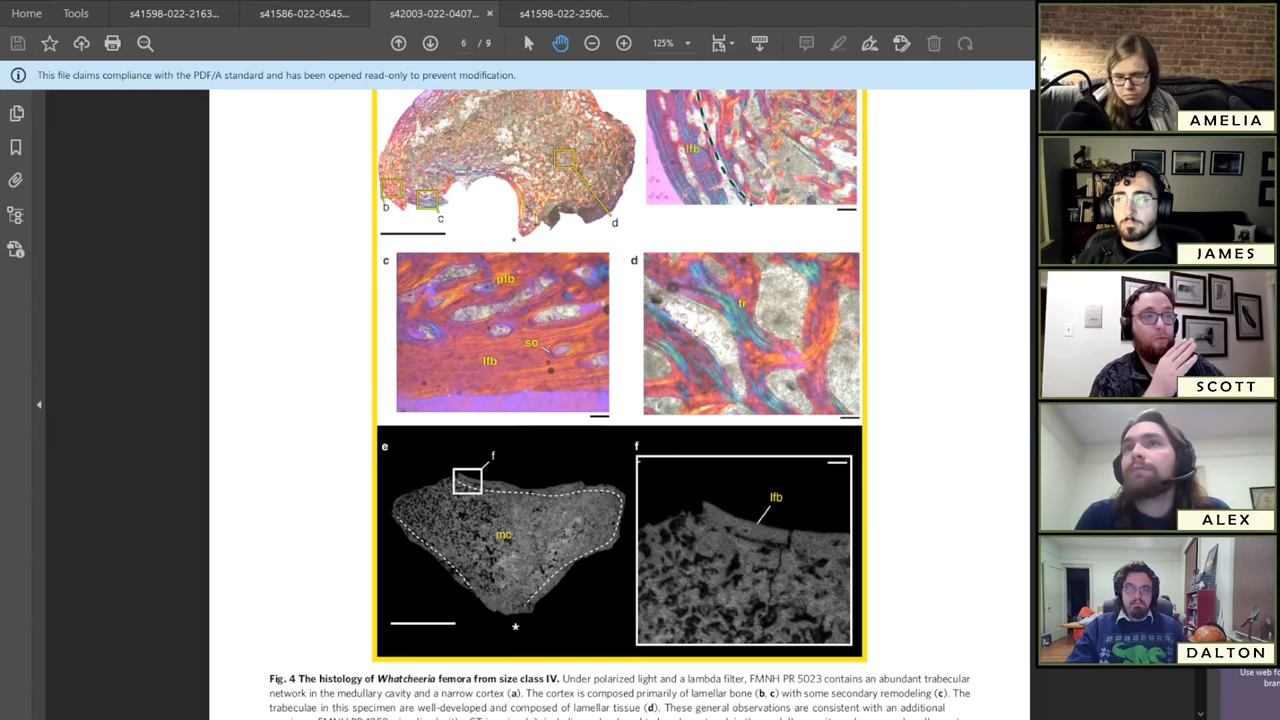 Home Tools s41598-022-2163... s41586-022-0545... s42003-022-0407... × s41598-022-2506...
6 / 9 125%
This file claims compliance with the PDF/A standard and has been opened read-only to prevent modification.
lfb
b
c
d
*
c
pfb
so
lfb
d
tr
e
f
mc
*
f
lfb
Fig. 4 The histology of Whatcheeria femora from size class IV. Under polarized light and a lambda filter, FMNH PR 5023 contains an abundant trabecular
network in the medullary cavity and a narrow cortex (a). The cortex is composed primarily of lamellar bone (b, c) with some secondary remodeling (c). The
trabeculae in this specimen are well-developed and composed of lamellar tissue (d). These general observations are consistent with an additional
AMELIA
JAMES
SCOTT
ALEX
DALTON
Use web fo